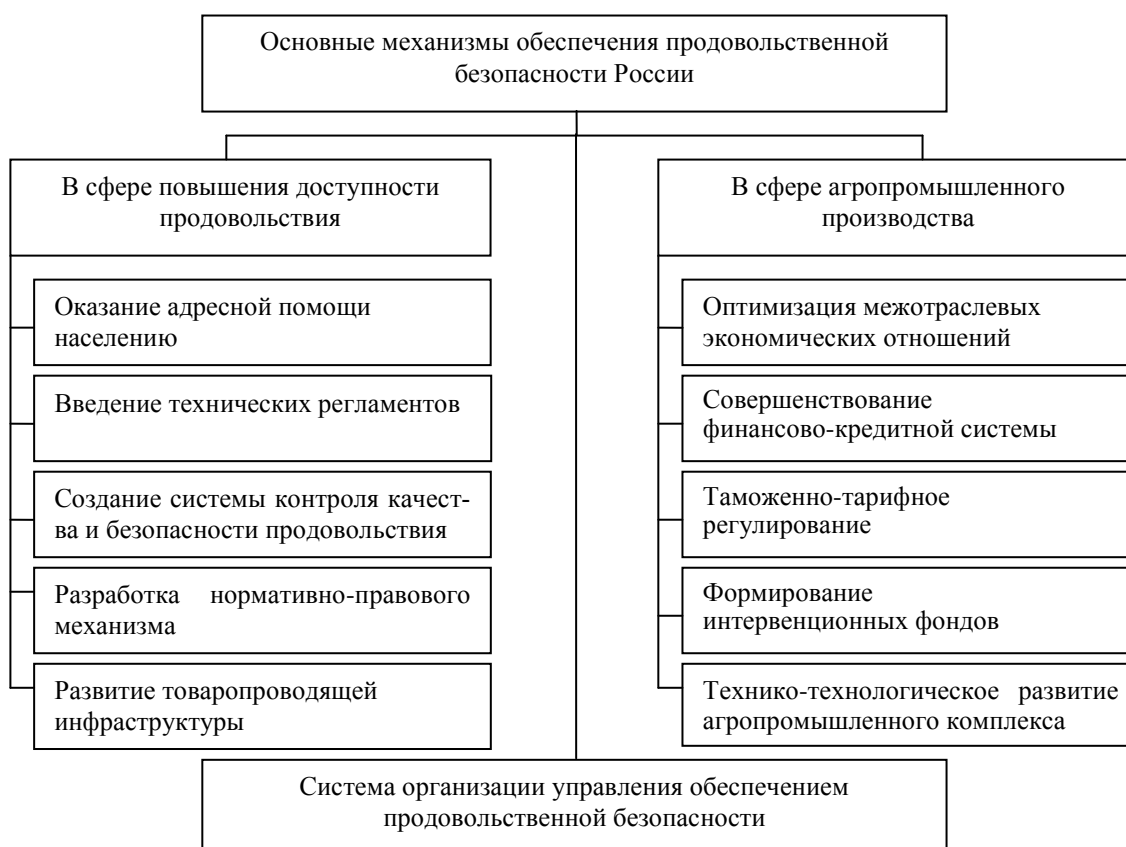 Основные механизмы обеспечения продовольственной
безопасности России
В сфере повышения доступности
продовольствия
Оказание адресной помощи
населению
Введение технических регламентов
Создание системы контроля качест-
ва и безопасности продовольствия
Разработка нормативно-правового
механизма
Развитие товаропроводящей
инфраструктуры
В сфере агропромышленного
производства
Оптимизация межотраслевых
экономических отношений
Совершенствование
финансово-кредитной системы
Таможенно-тарифное
регулирование
Формирование
интервенционных фондов
Технико-технологическое развитие
агропромышленного комплекса
Система организации управления обеспечением
продовольственной безопасности